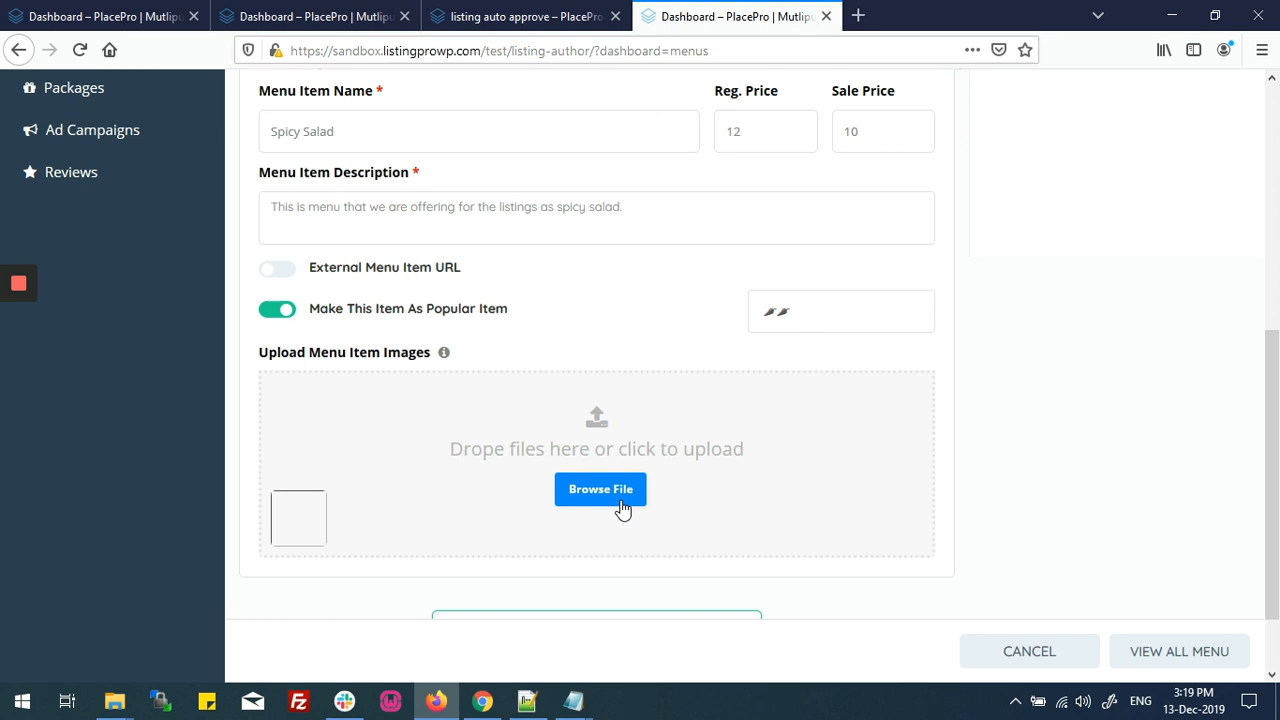 Dashboard – PlacePro | Mutlipu
Dashboard – PlacePro | Mutlipu
listing auto approve – PlacePro
Dashboard – PlacePro | Mutlipu
https://sandbox.listingprowp.com/test/listing-author/?dashboard=menus
Packages
Ad Campaigns
Reviews
Menu Item Name *
Reg. Price
Sale Price
Spicy Salad
12
10
Menu Item Description *
This is menu that we are offering for the listings as spicy salad.
External Menu Item URL
Make This Item As Popular Item
Upload Menu Item Images
Drope files here or click to upload
Browse File
CANCEL
VIEW ALL MENU
ENG
3:19 PM
13-Dec-2019